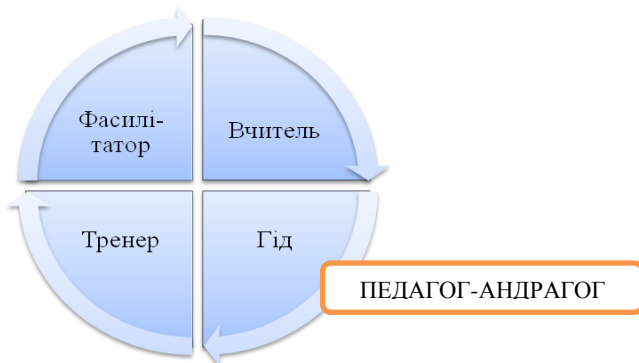 Фасилі-
татор
Вчитель
Тренер
Гід
ПЕДАГОГ-АНДРАГОГ